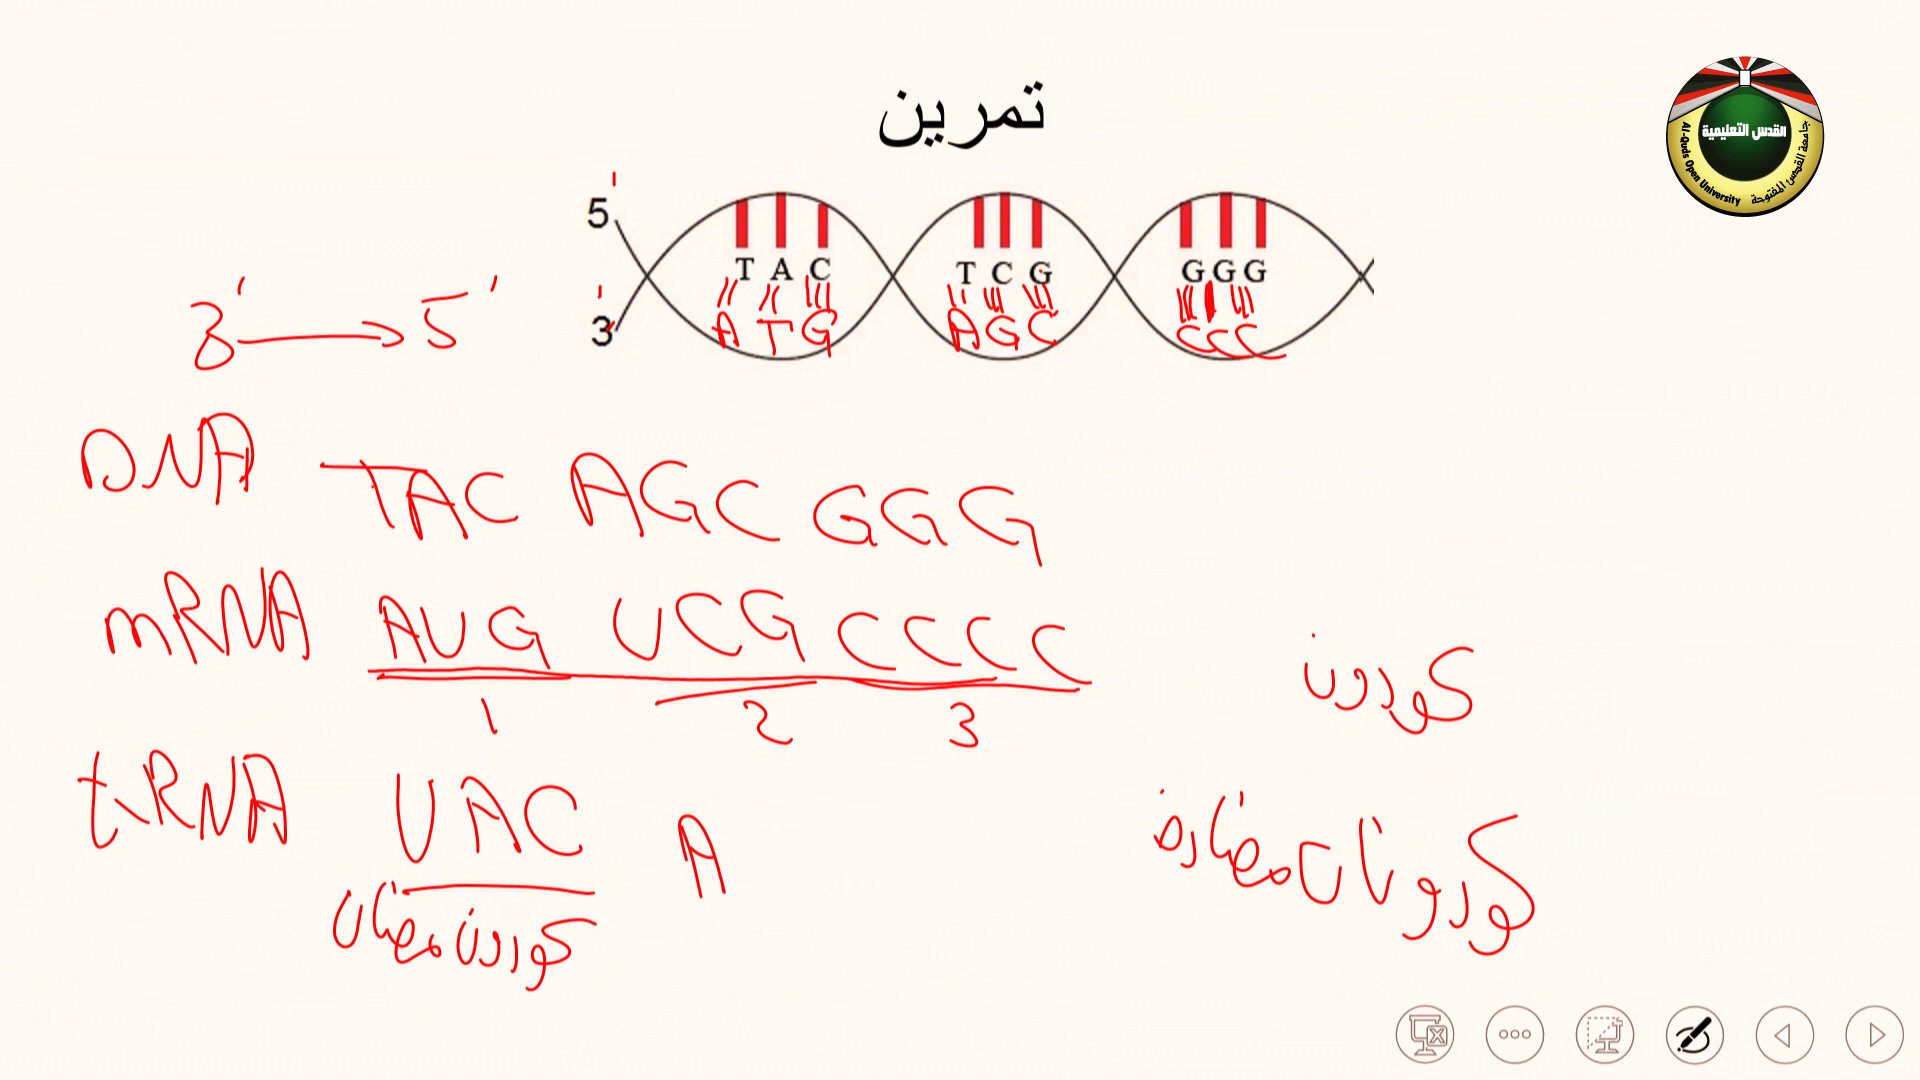 تمرين
القدس التعليمية
Al-Quds Open University جامعة القدس المفتوحة
5'
T A C T C G G G G
3' → 5'
3'
A T G A G C C C C
DNA TAC AGC GGG
mRNA AUG UCG CCCC
كودون
1 2 3
tRNA UAC A
كودونات مضادة
كودون مضاد